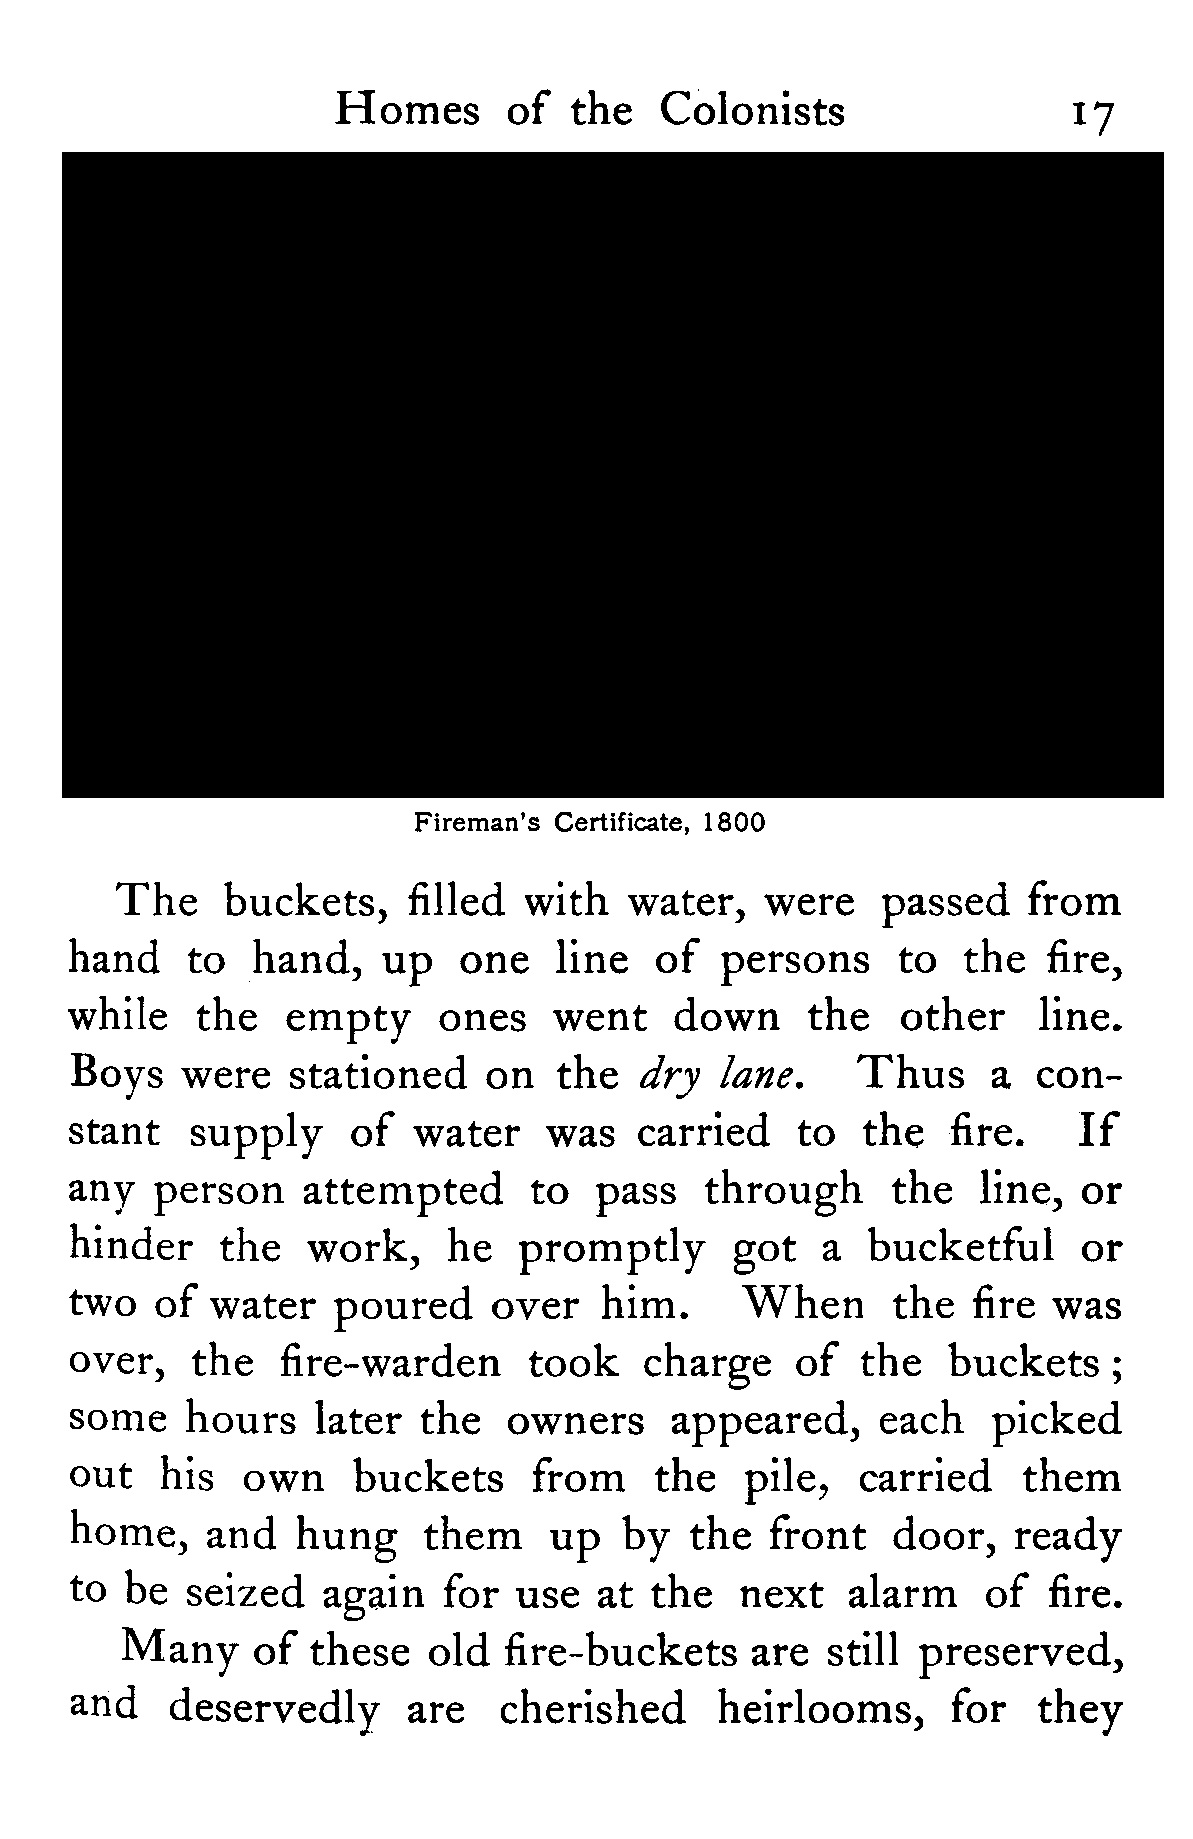 Homes of the Colonists 17
Fireman's Certificate, 1800
The buckets, filled with water, were passed from
hand to hand, up one line of persons to the fire,
while the empty ones went down the other line.
Boys were stationed on the dry lane. Thus a con-
stant supply of water was carried to the fire. If
any person attempted to pass through the line, or
hinder the work, he promptly got a bucketful or
two of water poured over him. When the fire was
over, the fire-warden took charge of the buckets ;
some hours later the owners appeared, each picked
out his own buckets from the pile, carried them
home, and hung them up by the front door, ready
to be seized again for use at the next alarm of fire.
Many of these old fire-buckets are still preserved,
and deservedly are cherished heirlooms, for they